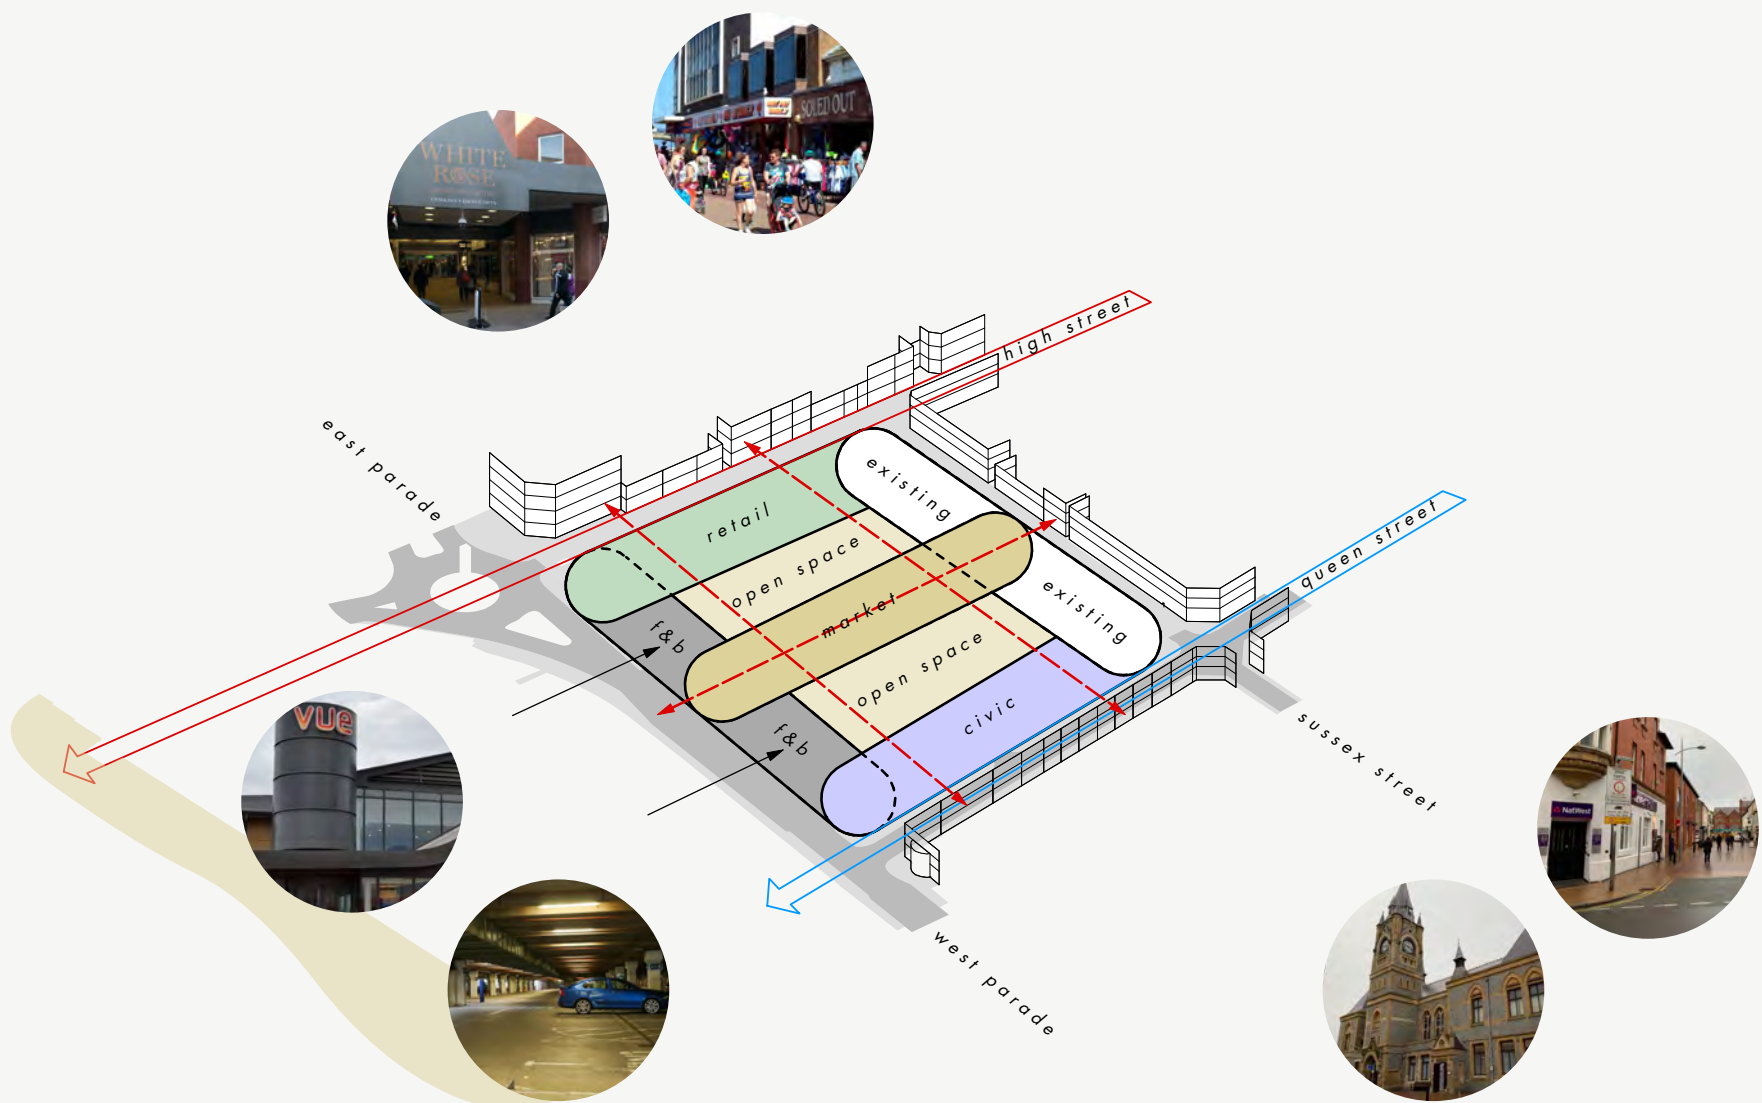 SOLED OUT
WHITE
ROSE
high street
east parade
existing
retail
queen street
open space
existing
market
f&b
open space
civic
f&b
sussex street
vue
NatWest
west parade